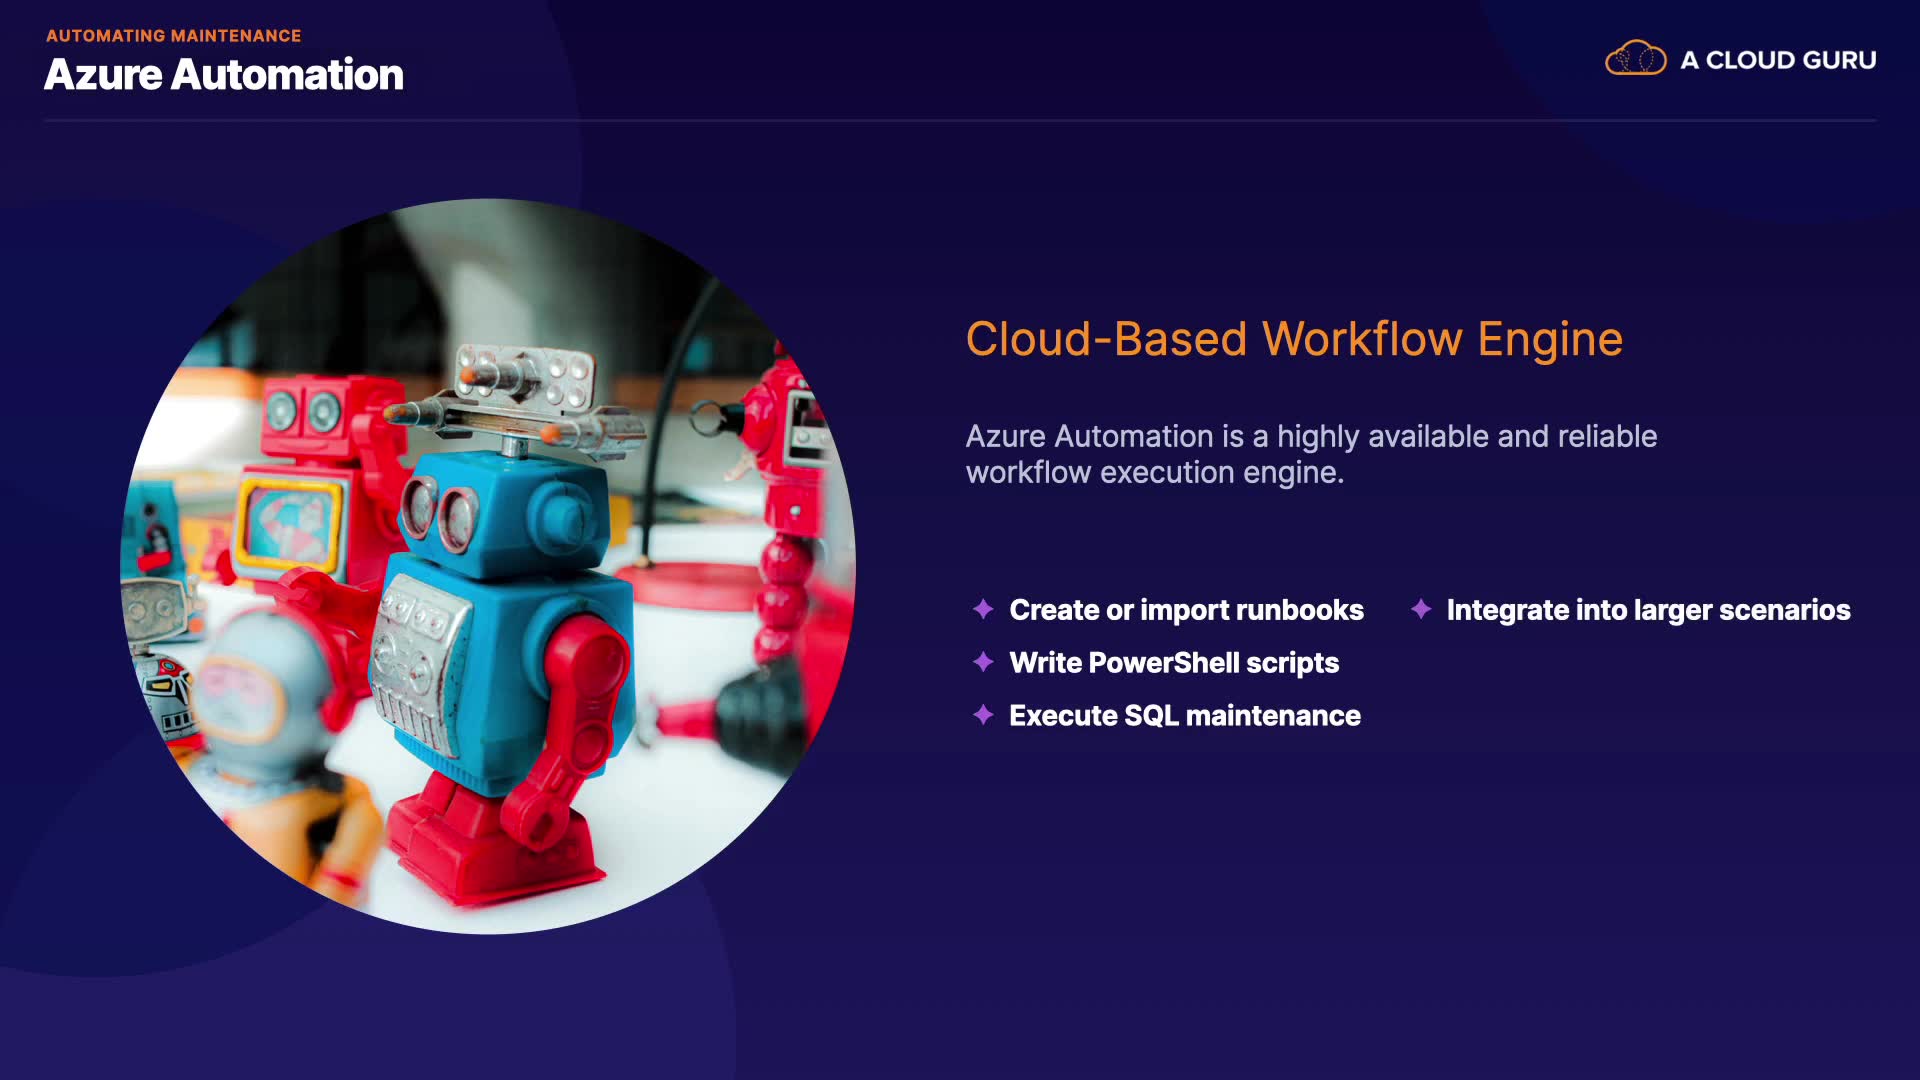 AUTOMATING MAINTENANCE
Azure Automation
A CLOUD GURU
Cloud-Based Workflow Engine
Azure Automation is a highly available and reliable
workflow execution engine.
Create or import runbooks
Write PowerShell scripts
Execute SQL maintenance
Integrate into larger scenarios